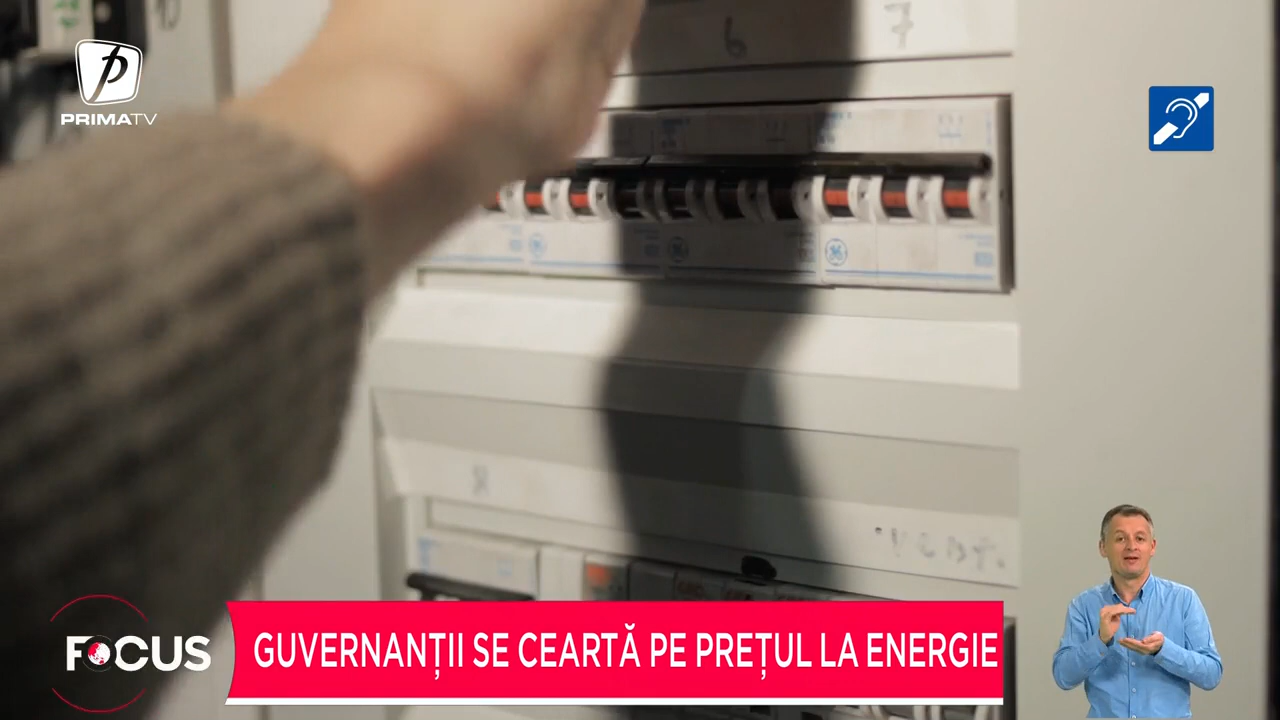 PRIMATV
6
7
FOCUS
GUVERNANȚII SE CEARTĂ PE PREȚUL LA ENERGIE